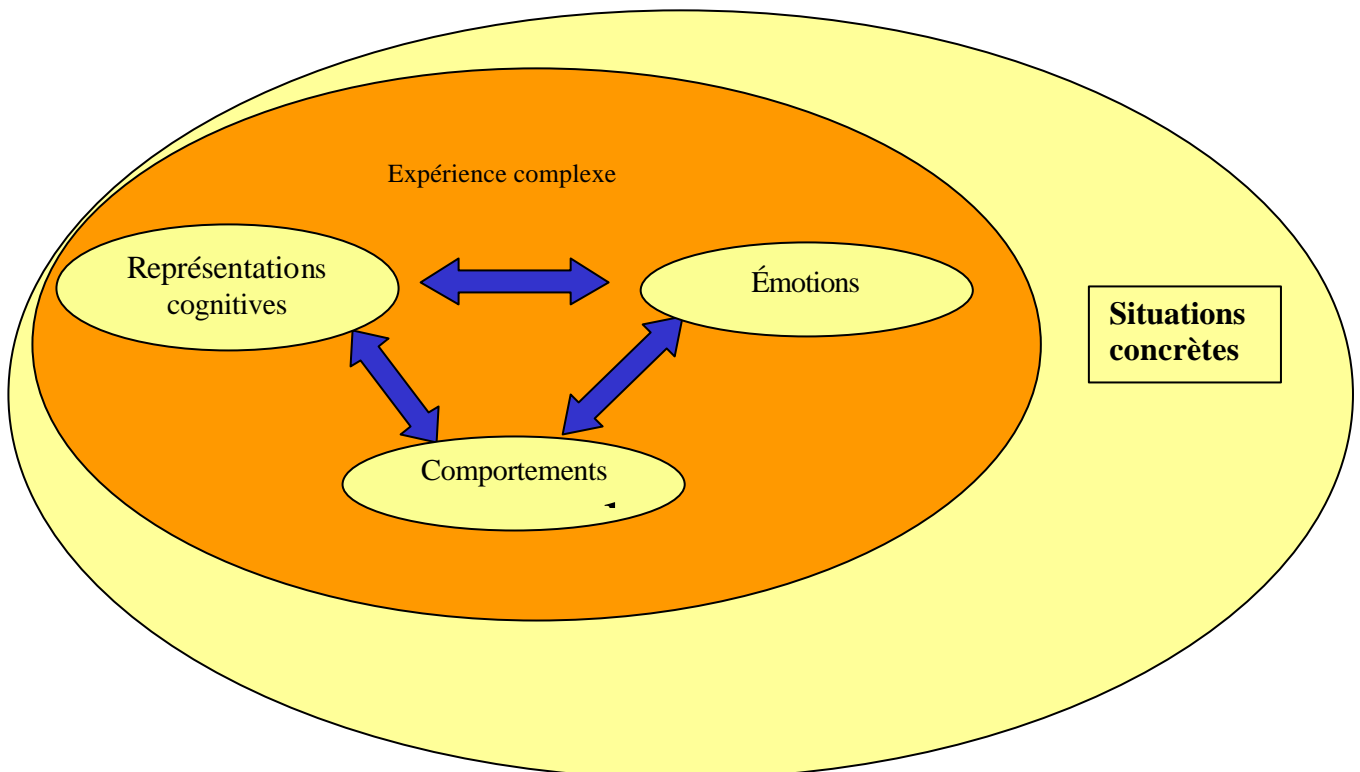 Expérience complexe
Représentations
cognitives
Émotions
Situations
concrètes
Comportements